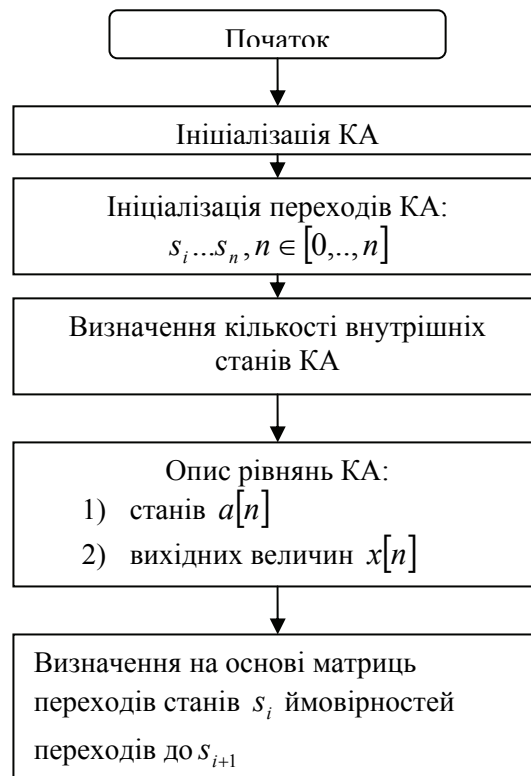 Початок
Ініціалізація КА
Ініціалізація переходів КА:
s_i...s_n, n ∈ [0,.., n]
Визначення кількості внутрішніх
станів КА
Опис рівнянь КА:
1) станів a[n]
2) вихідних величин x[n]
Визначення на основі матриць
переходів станів s_i ймовірностей
переходів до s_{i+1}